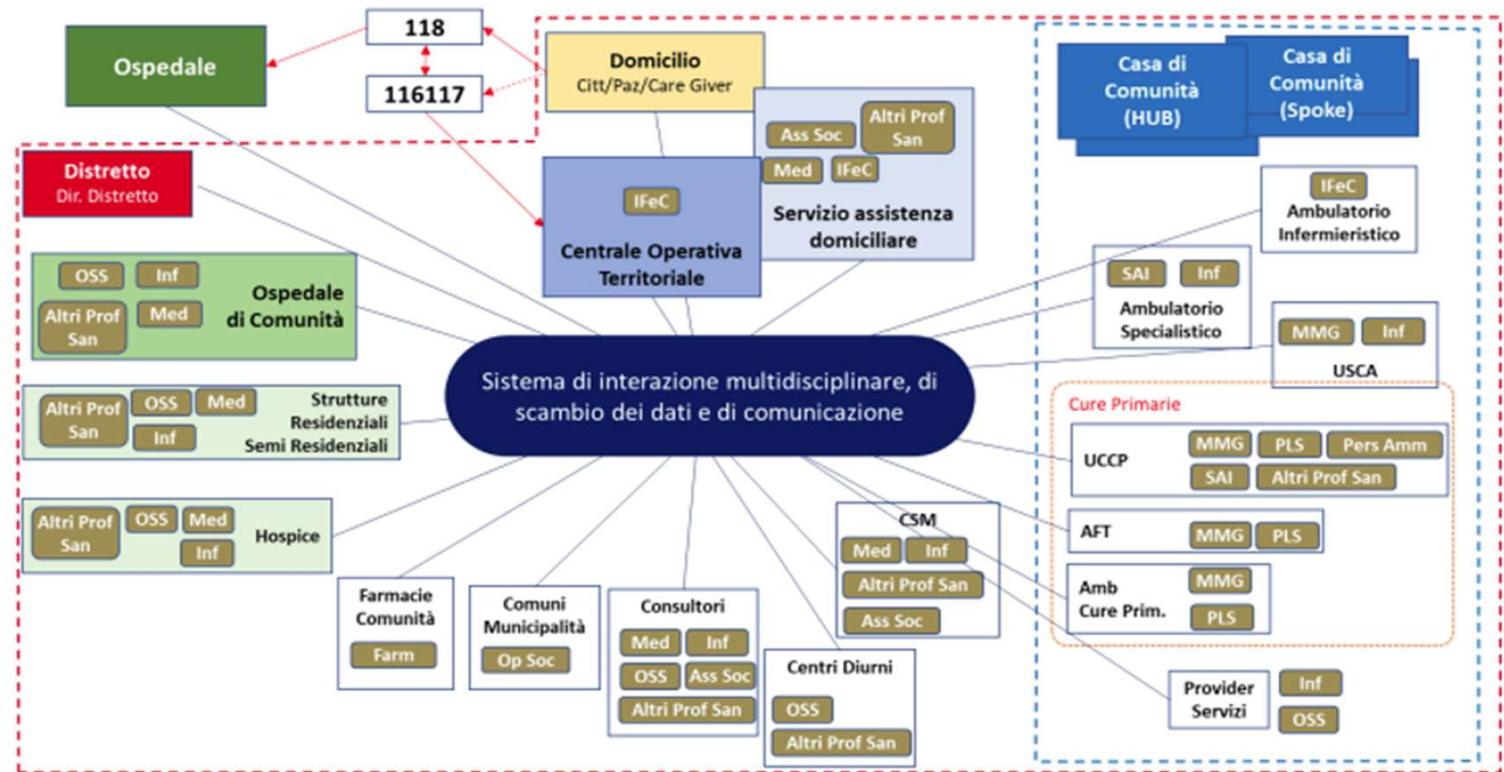 Ospedale
118
116117
Domicilio
Citt/Paz/Care Giver
Casa di
Comunità
(HUB)
Casa di
Comunità
(Spoke)
Distretto
Dir. Distretto
Ass Soc
Altri Prof
San
Med
IFeC
Servizio assistenza
domiciliare
IFeC
Centrale Operativa
Territoriale
IFeC
Ambulatorio
Infermieristico
SAI
Inf
Ambulatorio
Specialistico
OSS
Inf
Altri Prof
San
Med
Ospedale
di Comunità
MMG
Inf
USCA
Sistema di interazione multidisciplinare, di
scambio dei dati e di comunicazione
Altri Prof
San
OSS
Med
Inf
Strutture
Residenziali
Semi Residenziali
Cure Primarie
UCCP
MMG
PLS
Pers Amm
SAI
Altri Prof San
AFT
MMG
PLS
Amb
Cure Prim.
MMG
PLS
Altri Prof
San
OSS
Med
Inf
Hospice
CSM
Med
Inf
Altri Prof San
Ass Soc
Farmacie
Comunità
Farm
Comuni
Municipalità
Op Soc
Consultori
Med
Inf
OSS
Ass Soc
Altri Prof San
Centri Diurni
OSS
Altri Prof San
Provider
Servizi
Inf
OSS